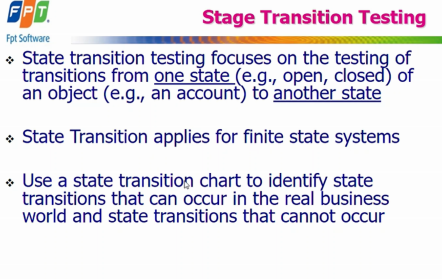 FPT
Fpt Software
Stage Transition Testing
State transition testing focuses on the testing of
transitions from one state (e.g., open, closed) of
an object (e.g., an account) to another state
State Transition applies for finite state systems
Use a state transition chart to identify state
transitions that can occur in the real business
world and state transitions that cannot occur